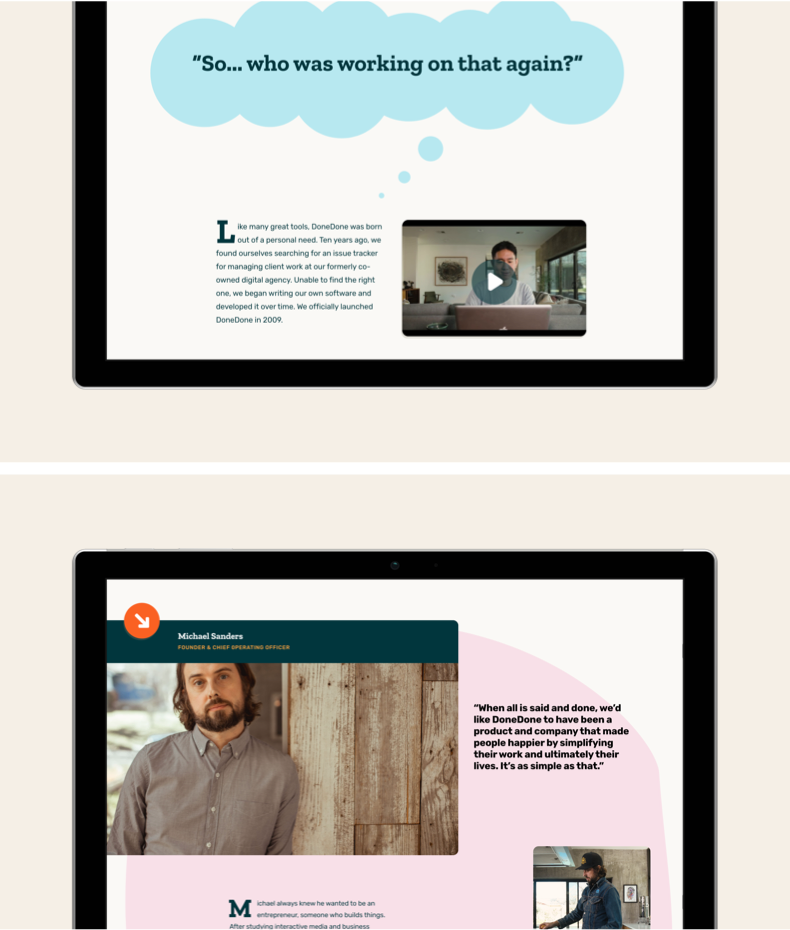 “So... who was working on that again?”
Like many great tools, DoneDone was born
out of a personal need. Ten years ago, we
found ourselves searching for an issue tracker
for managing client work at our formerly co-
owned digital agency. Unable to find the right
one, we began writing our own software and
developed it over time. We officially launched
DoneDone in 2009.
Michael Sanders
FOUNDER & CHIEF OPERATING OFFICER
“When all is said and done, we’d
like DoneDone to have been a
product and company that made
people happier by simplifying
their work and ultimately their
lives. It’s as simple as that.”
Michael always knew he wanted to be an
entrepreneur, someone who builds things.
After studying interactive media and business